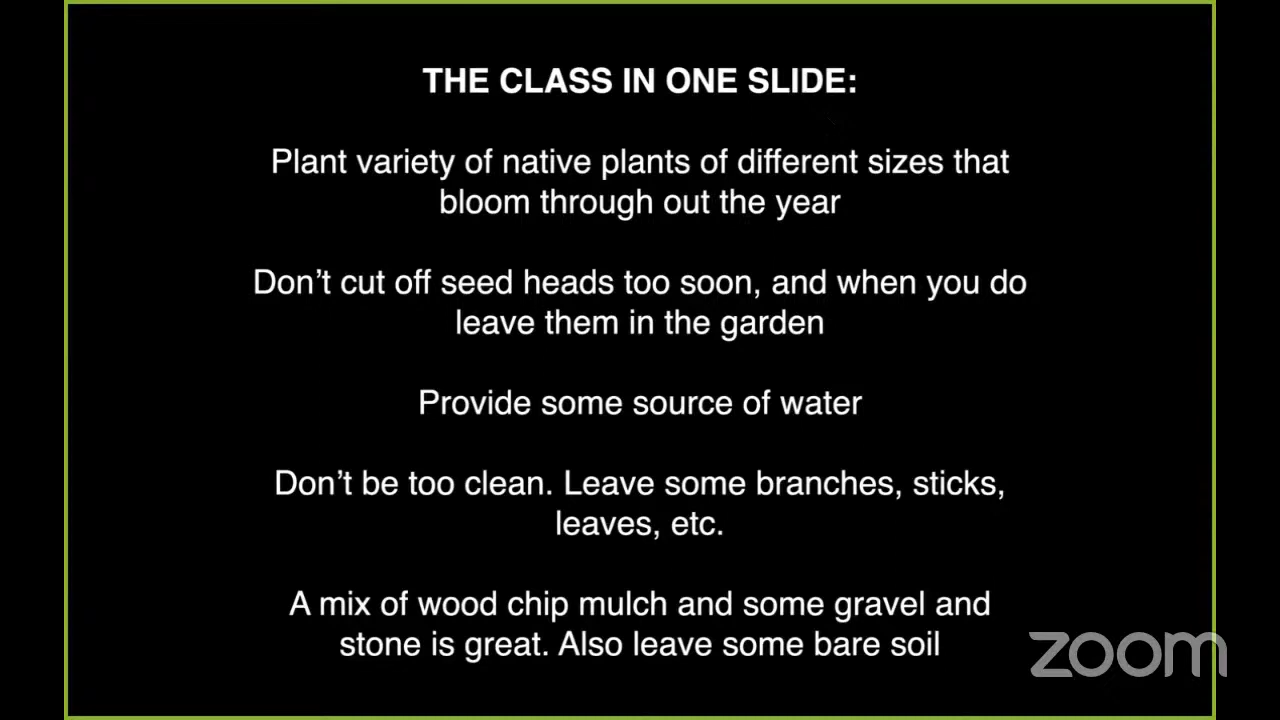 THE CLASS IN ONE SLIDE:
Plant variety of native plants of different sizes that
bloom through out the year
Don’t cut off seed heads too soon, and when you do
leave them in the garden
Provide some source of water
Don’t be too clean. Leave some branches, sticks,
leaves, etc.
A mix of wood chip mulch and some gravel and
stone is great. Also leave some bare soil
zoom